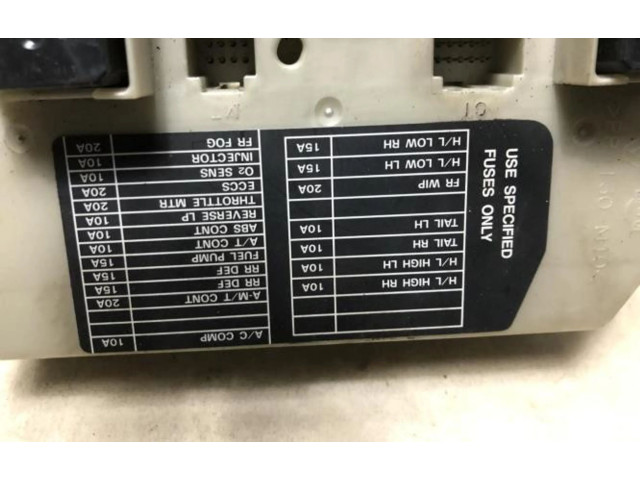 USE SPECIFIED
FUSES ONLY
H/L HIGH RH 10A
H/L HIGH LH 10A
TAIL RH 10A
TAIL LH 10A
FR WIP 20A
H/L LOW LH 15A
H/L LOW RH 15A
A/C COMP 10A
A-M/T CONT 20A
RR DEF 15A
RR DEF 15A
FUEL PUMP 15A
A/T CONT 10A
ABS CONT 10A
REVERSE LP 10A
THROTTLE MTR 20A
ECCS 20A
O2 SENS 10A
INJECTOR 10A
FR FOG 20A